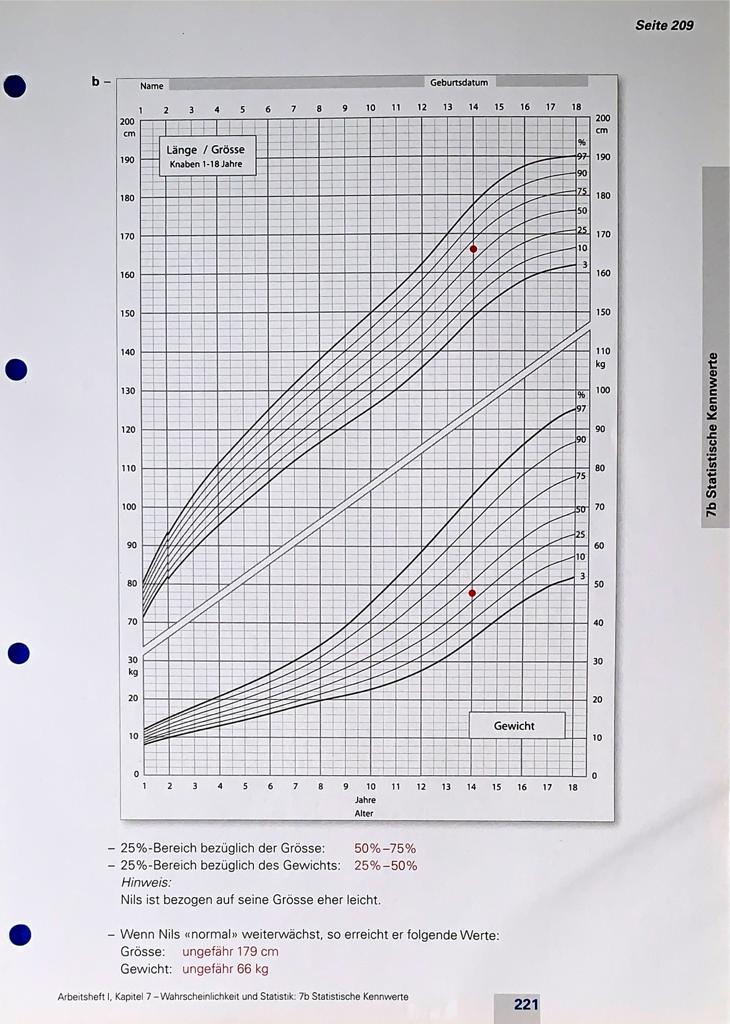 Seite 209
b –
Name Geburtsdatum
1 2 3 4 5 6 7 8 9 10 11 12 13 14 15 16 17 18
200 200
cm cm
Länge / Grösse
Knaben 1-18 Jahre
%
190 97 190
90
180 75 180
50
170 25 170
10
160 3 160
150 150
140 110
kg
130 100
%
97
120 90
90
110 80
75
100 70
50
90 25 60
10
80 3 50
70 40
30 30
kg
20 20
Gewicht
10 10
0 0
1 2 3 4 5 6 7 8 9 10 11 12 13 14 15 16 17 18
Jahre
Alter
– 25%-Bereich bezüglich der Grösse: 50%–75%
– 25%-Bereich bezüglich des Gewichts: 25%–50%
Hinweis:
Nils ist bezogen auf seine Grösse eher leicht.
– Wenn Nils «normal» weiterwächst, so erreicht er folgende Werte:
Grösse: ungefähr 179 cm
Gewicht: ungefähr 66 kg
7b Statistische Kennwerte
Arbeitsheft I, Kapitel 7 – Wahrscheinlichkeit und Statistik: 7b Statistische Kennwerte
221